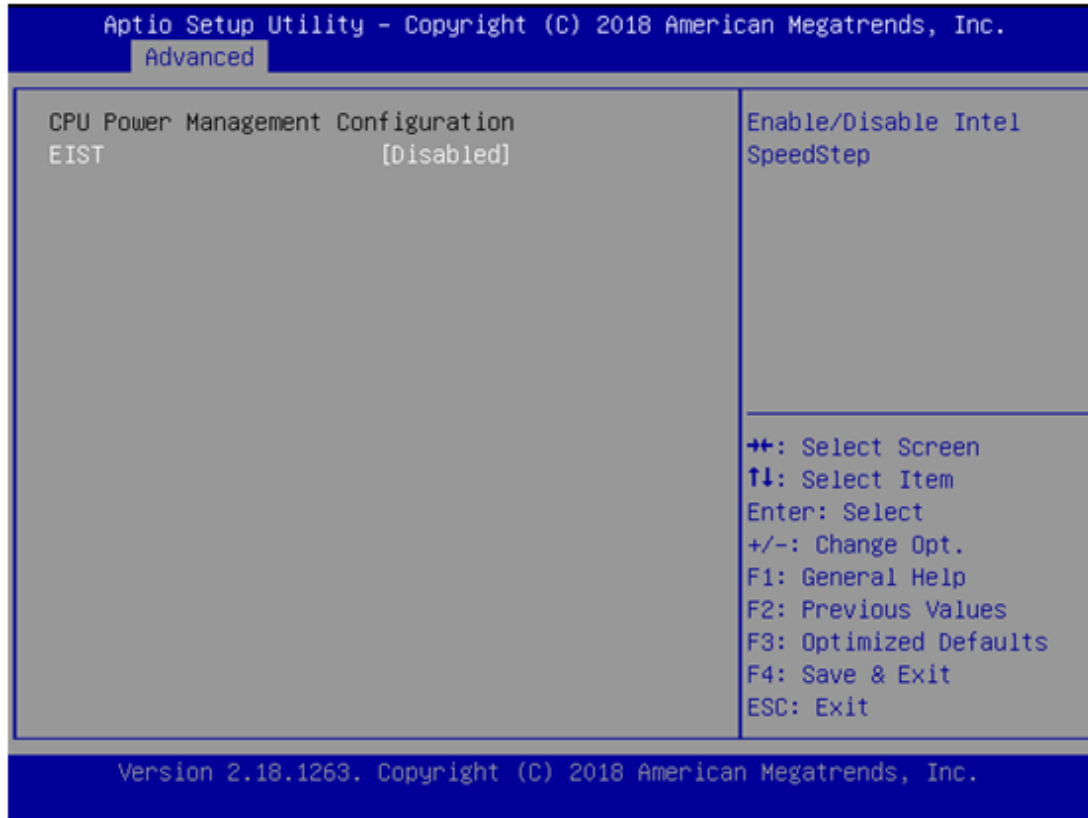 Aptio Setup Utility – Copyright (C) 2018 American Megatrends, Inc.
Advanced
CPU Power Management Configuration
EIST [Disabled]
Enable/Disable Intel
SpeedStep
→←: Select Screen
↑↓: Select Item
Enter: Select
+/-: Change Opt.
F1: General Help
F2: Previous Values
F3: Optimized Defaults
F4: Save & Exit
ESC: Exit
Version 2.18.1263. Copyright (C) 2018 American Megatrends, Inc.